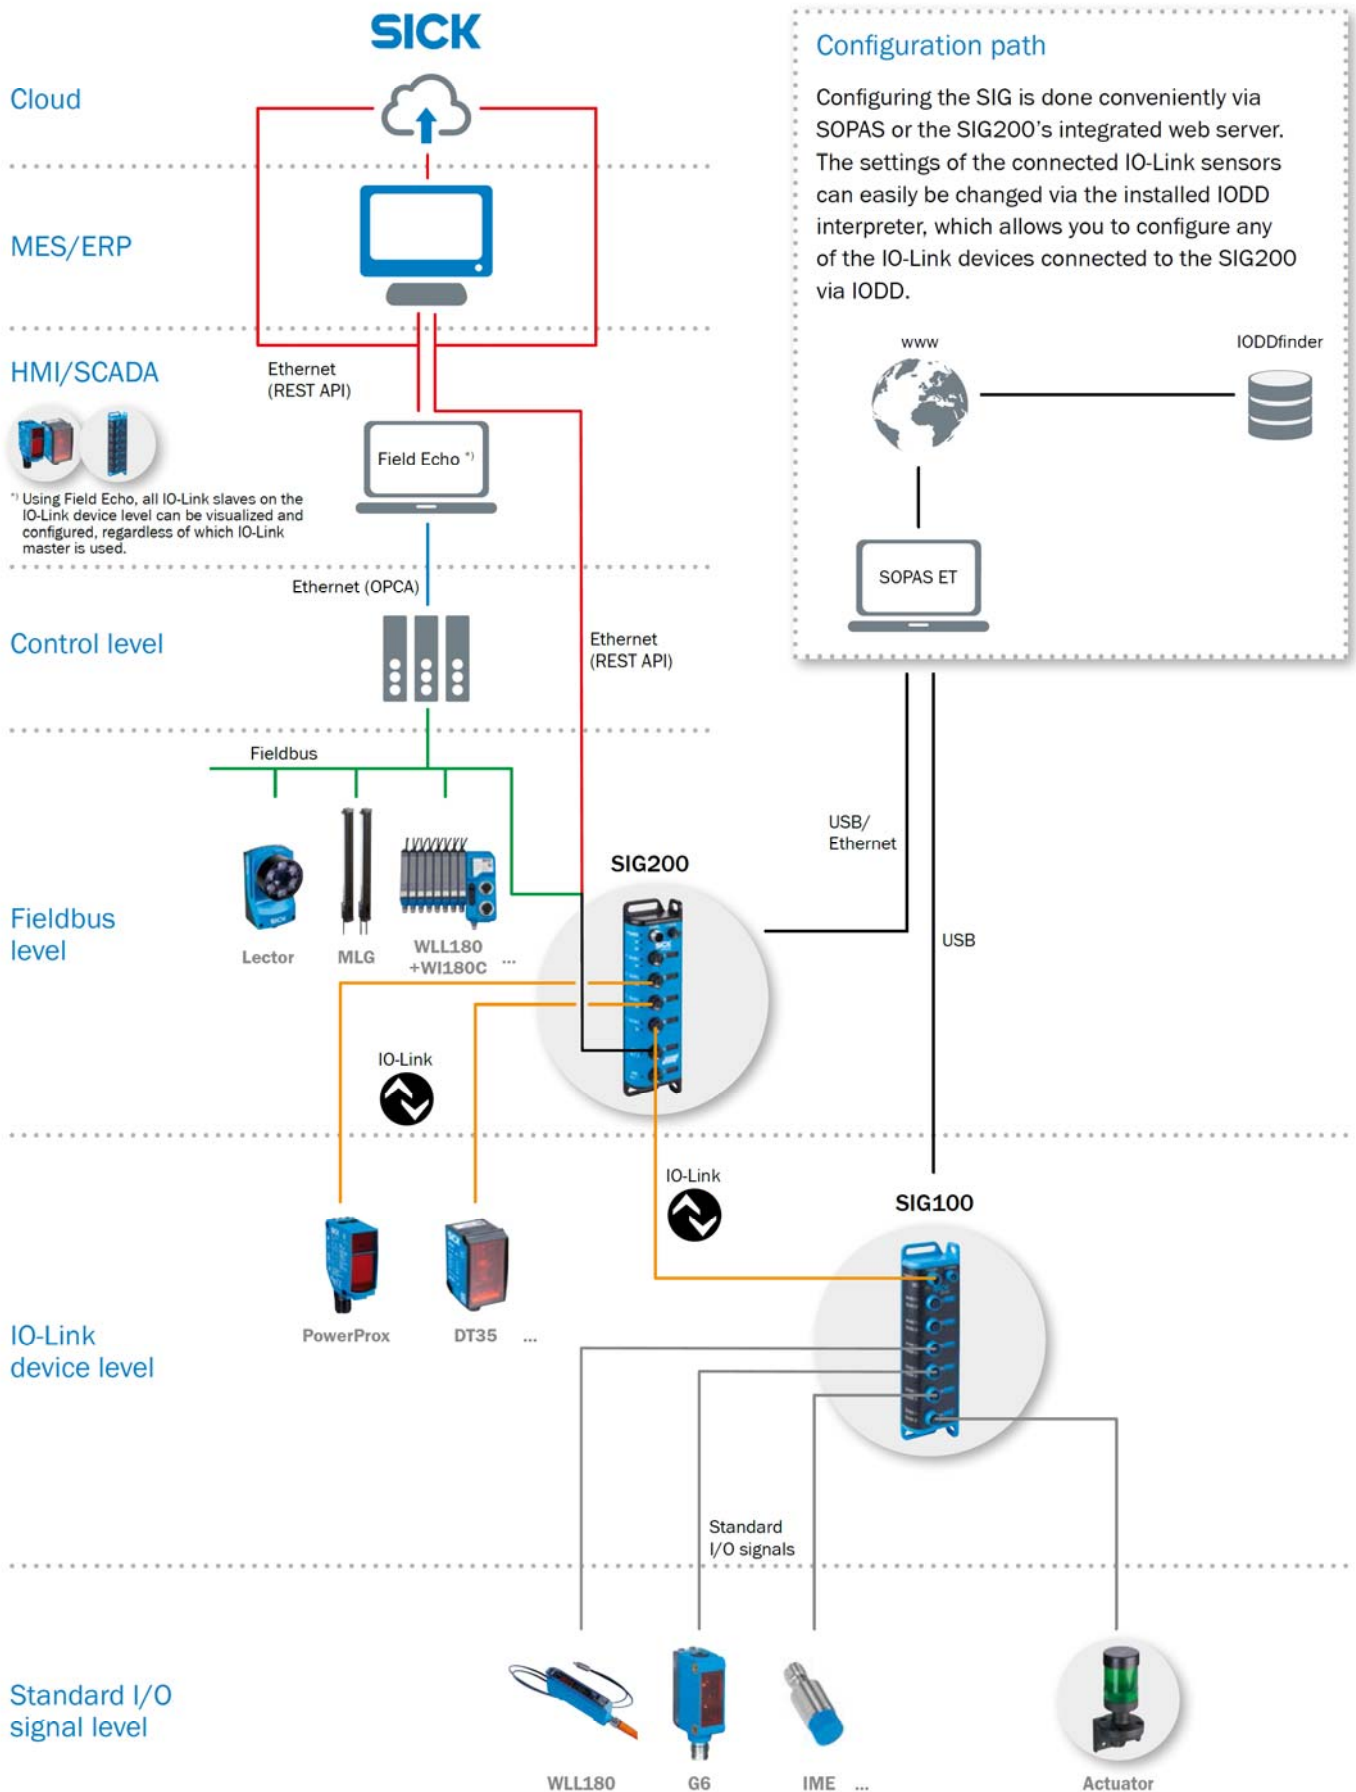 SICK
Configuration path
Configuring the SIG is done conveniently via
SOPAS or the SIG200's integrated web server.
The settings of the connected IO-Link sensors
can easily be changed via the installed IODD
interpreter, which allows you to configure any
of the IO-Link devices connected to the SIG200
via IODD.
www
IODDfinder
SOPAS ET
Cloud
MES/ERP
HMI/SCADA
Ethernet
(REST API)
Field Echo *)
*) Using Field Echo, all IO-Link slaves on the
IO-Link device level can be visualized and
configured, regardless of which IO-Link
master is used.
Ethernet (OPCA)
Control level
Ethernet
(REST API)
Fieldbus
USB/
Ethernet
SIG200
Fieldbus
level
SICK
Lector
MLG
WLL180
+WI180C
...
SICK
USB
IO-Link
IO-Link
SIG100
SICK
SICK
PowerProx
DT35
...
IO-Link
device level
Standard
I/O signals
Standard I/O
signal level
WLL180
G6
IME
...
Actuator